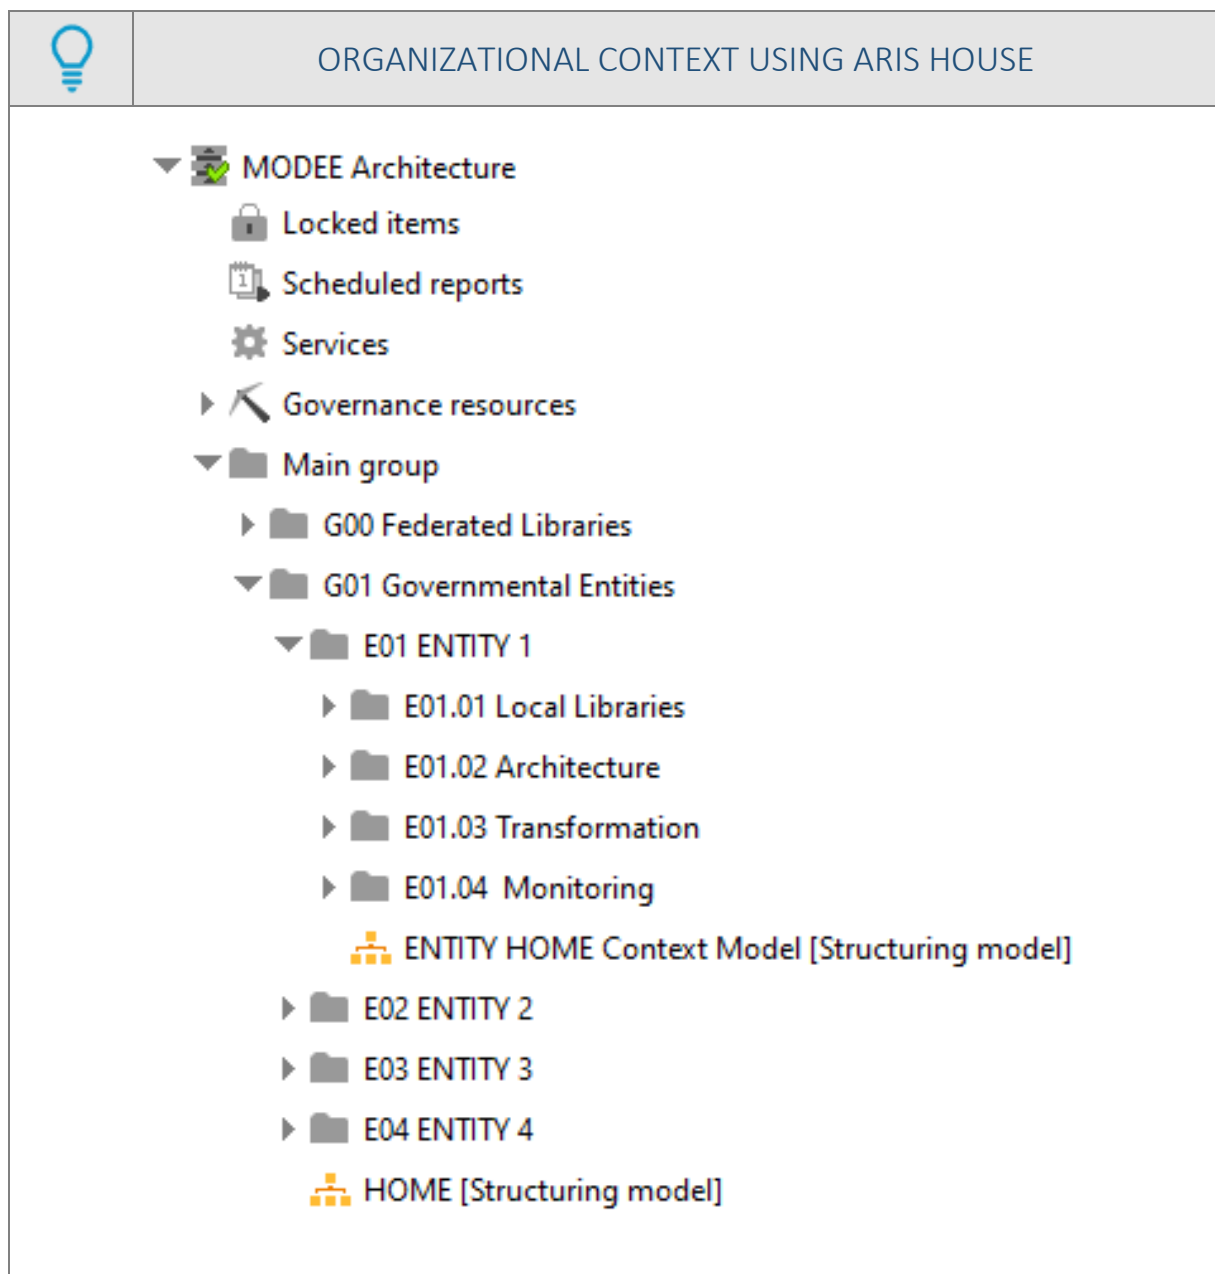 ORGANIZATIONAL CONTEXT USING ARIS HOUSE
MODEE Architecture
Locked items
Scheduled reports
Services
Governance resources
Main group
G00 Federated Libraries
G01 Governmental Entities
E01 ENTITY 1
E01.01 Local Libraries
E01.02 Architecture
E01.03 Transformation
E01.04  Monitoring
ENTITY HOME Context Model [Structuring model]
E02 ENTITY 2
E03 ENTITY 3
E04 ENTITY 4
HOME [Structuring model]